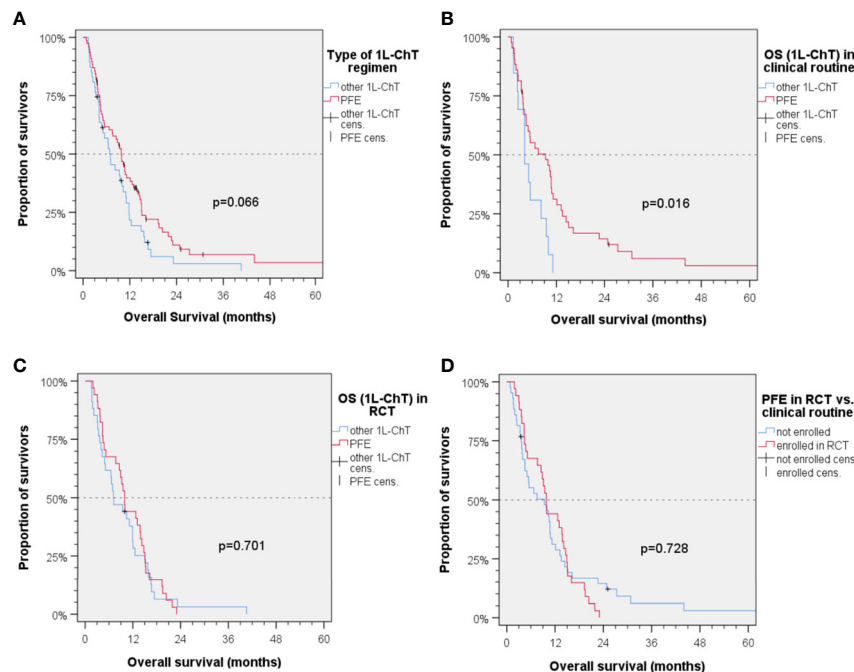 A
100%
75%
50%
25%
0%
Proportion of survivors
0 12 24 36 48 60
Overall Survival (months)
p=0.066
Type of 1L-ChT
regimen
other 1L-ChT
PFE
other 1L-ChT
cens.
PFE cens.
B
100%
75%
50%
25%
0%
Proportion of survivors
0 12 24 36 48 60
Overall Survival (months)
p=0.016
OS (1L-ChT) in
clinical routine
other 1L-ChT
PFE
other 1L-ChT
cens.
PFE cens.
C
100%
75%
50%
25%
0%
Proportion of survivors
0 12 24 36 48 60
Overall survival (months)
p=0.701
OS (1L-ChT) in
RCT
other 1L-ChT
PFE
other 1L-ChT
cens.
PFE cens.
D
100%
75%
50%
25%
0%
Proportion of survivors
0 12 24 36 48 60
Overall survival (months)
p=0.728
PFE in RCT vs.
clinical routine
not enrolled
enrolled in RCT
not enrolled cens.
enrolled cens.